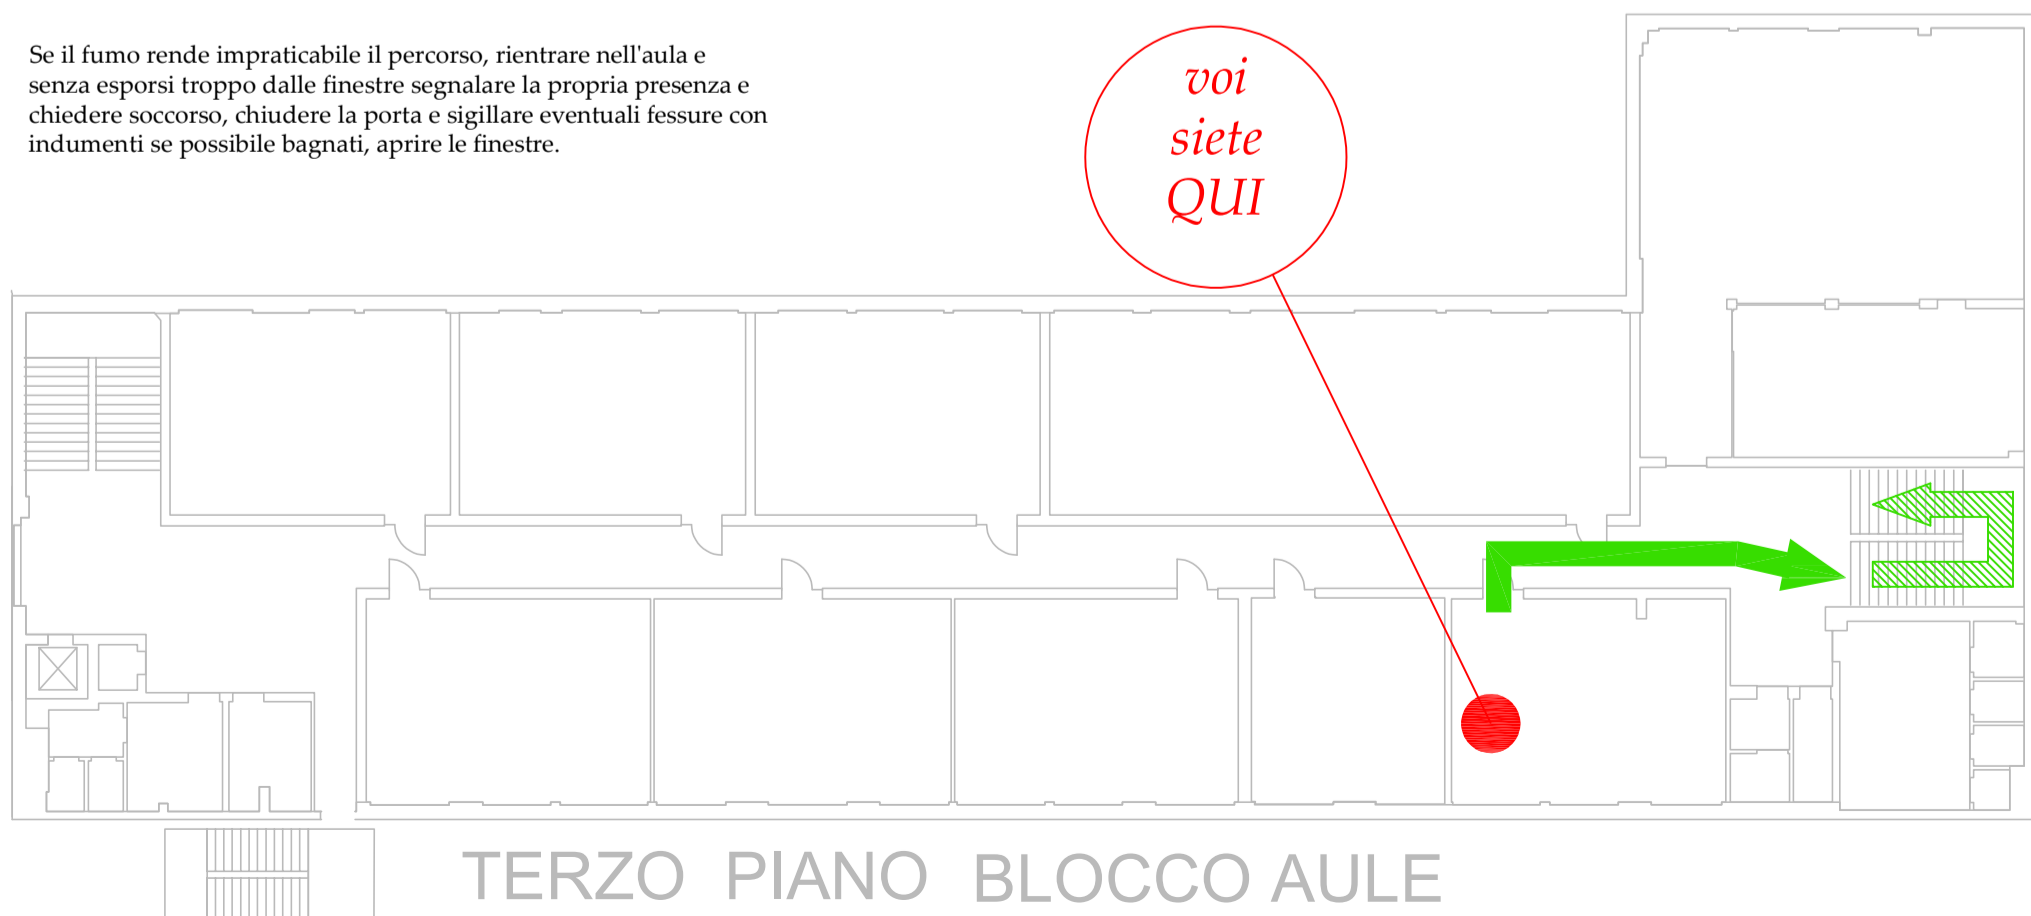 Se il fumo rende impraticabile il percorso, rientrare nell'aula e
senza esporsi troppo dalle finestre segnalare la propria presenza e
chiedere soccorso, chiudere la porta e sigillare eventuali fessure con
indumenti se possibile bagnati, aprire le finestre.
voi
siete
QUI
TERZO PIANO BLOCCO AULE